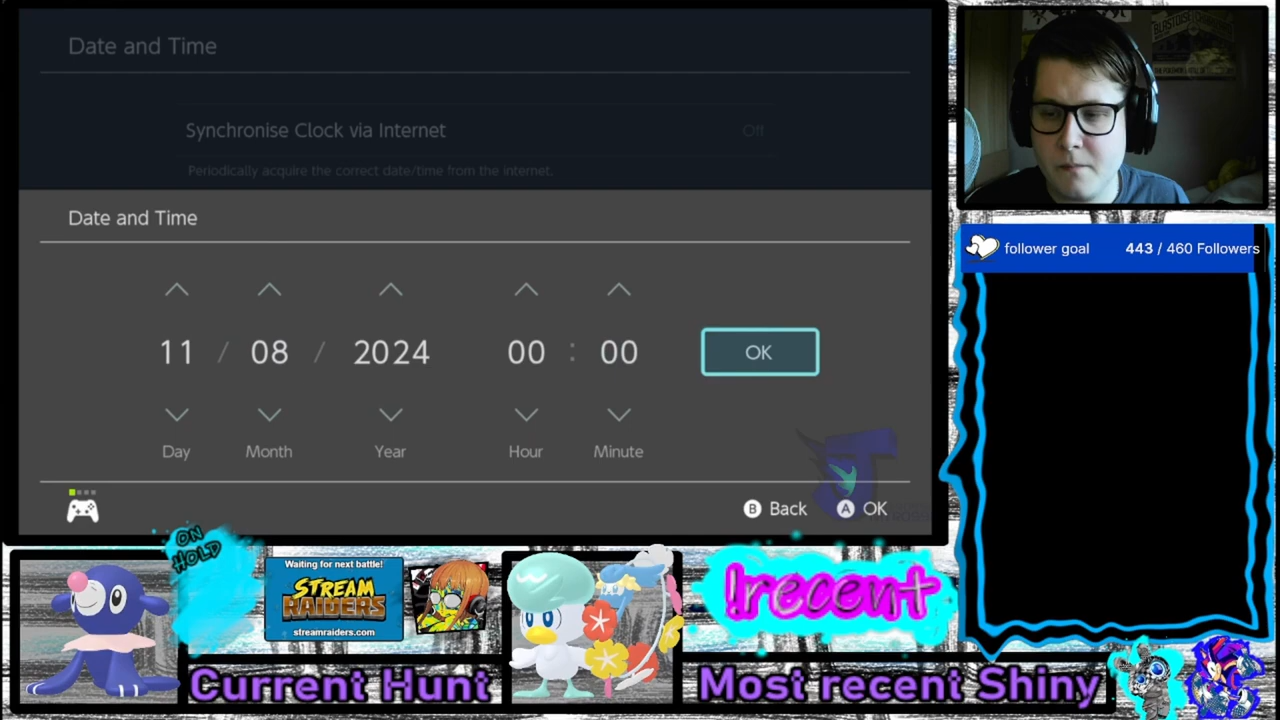 Date and Time
Synchronise Clock via Internet Off
Periodically acquire the correct date/time from the internet.
Date and Time
11 / 08 / 2024 00 : 00 OK
Day Month Year Hour Minute
B Back A OK
follower goal 443 / 460 Followers
ON HOLD
Waiting for next battle!
STREAM
RAIDERS
streamraiders.com
!recent
Current Hunt
Most recent Shiny